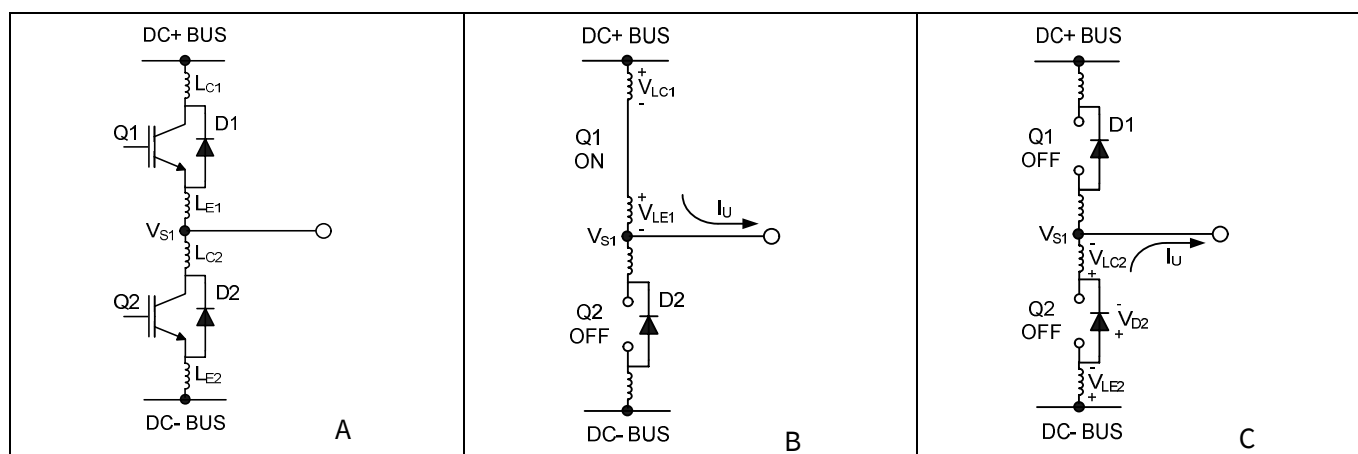 DC+ BUS
LC1
Q1
D1
LE1
VS1
LC2
Q2
D2
LE2
DC- BUS
A
DC+ BUS
+
VLC1
-
Q1
ON
+
VLE1
-
IU
VS1
Q2
OFF
D2
DC- BUS
B
DC+ BUS
Q1
OFF
D1
VS1
-
VLC2
+
IU
Q2
OFF
-
VD2
+
-
VLE2
+
DC- BUS
C